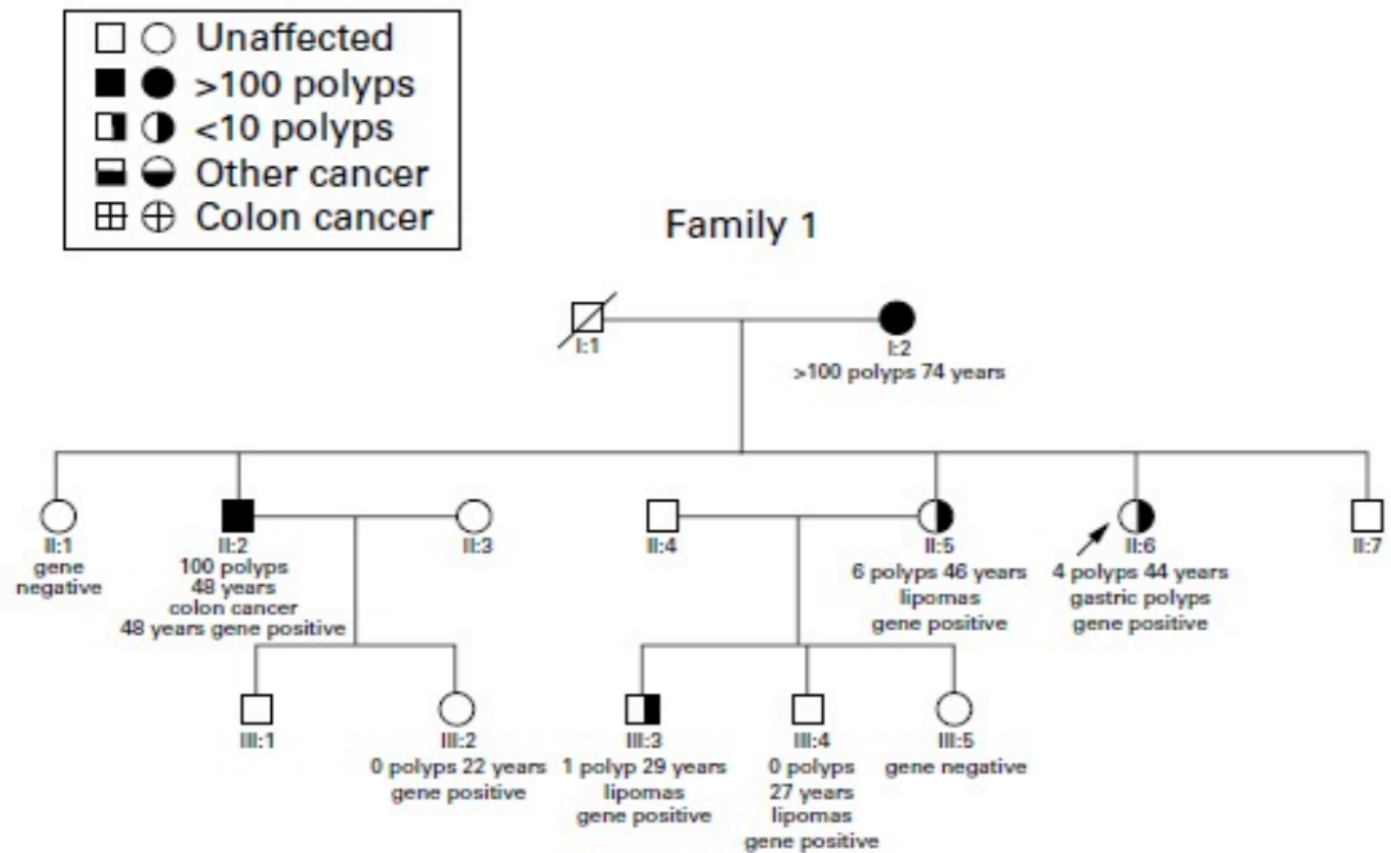 Unaffected
>100 polyps
<10 polyps
Other cancer
Colon cancer
Family 1
I:1
I:2
>100 polyps 74 years
II:1
gene
negative
II:2
100 polyps
48 years
colon cancer
48 years gene positive
II:3
II:4
II:5
6 polyps 46 years
lipomas
gene positive
II:6
4 polyps 44 years
gastric polyps
gene positive
II:7
III:1
III:2
0 polyps 22 years
gene positive
III:3
1 polyp 29 years
lipomas
gene positive
III:4
0 polyps
27 years
lipomas
gene positive
III:5
gene negative